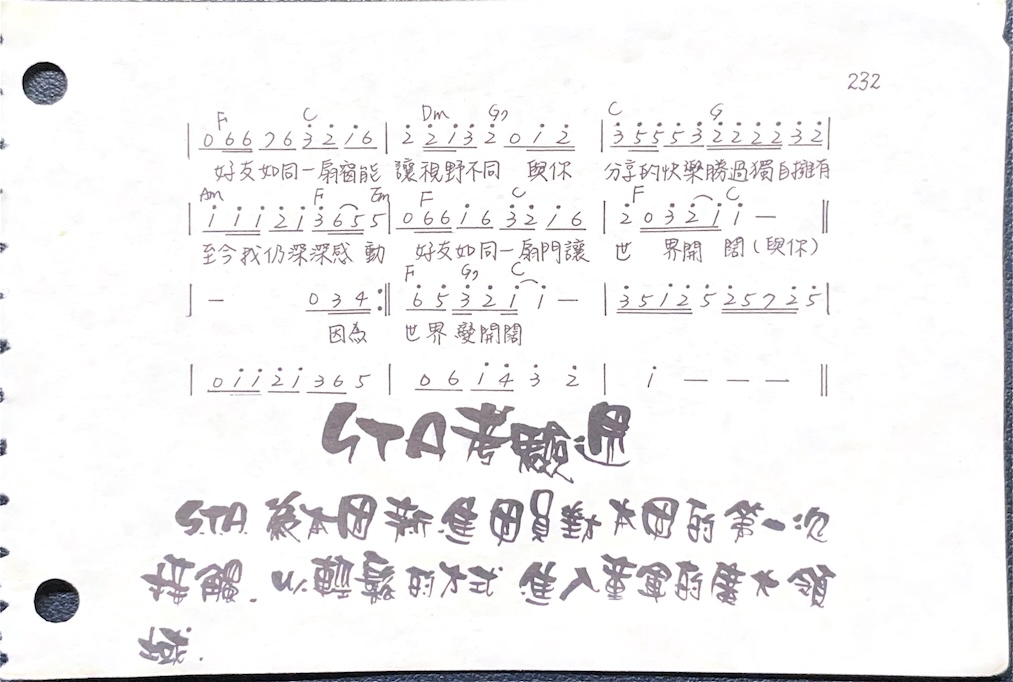 232
F C Dm G7 C G
0 6 6 7 6 3 2 1 6 | 2 2 1 3 2 0 1 2 | 3 5 5 5 3 2 2 2 2 3 2 |
好友如同一扇窗能 讓視野不同 與你 分享的快樂勝過獨自擁有
Am F Em F C F C
1 1 1 2 1 3 6 5 5 | 0 6 6 1 6 3 2 1 6 | 2 0 3 2 1 1 — ‖
至今我仍深深感動 好友如同一扇門讓 世界開闊(與你)
F G7 C
| — 0 3 4 :‖ 6 5 3 2 1 1 — | 3 5 1 2 5 2 5 7 2 5 |
因為 世界變開闊
| 0 1 1 2 1 3 6 5 | 0 6 1 4 3 2 | 1 — — — ‖
STA考驗週
S.T.A. 為本團新進團員對本團的第一次
接觸. 以輕鬆的方式 進入童軍的廣大領
域.